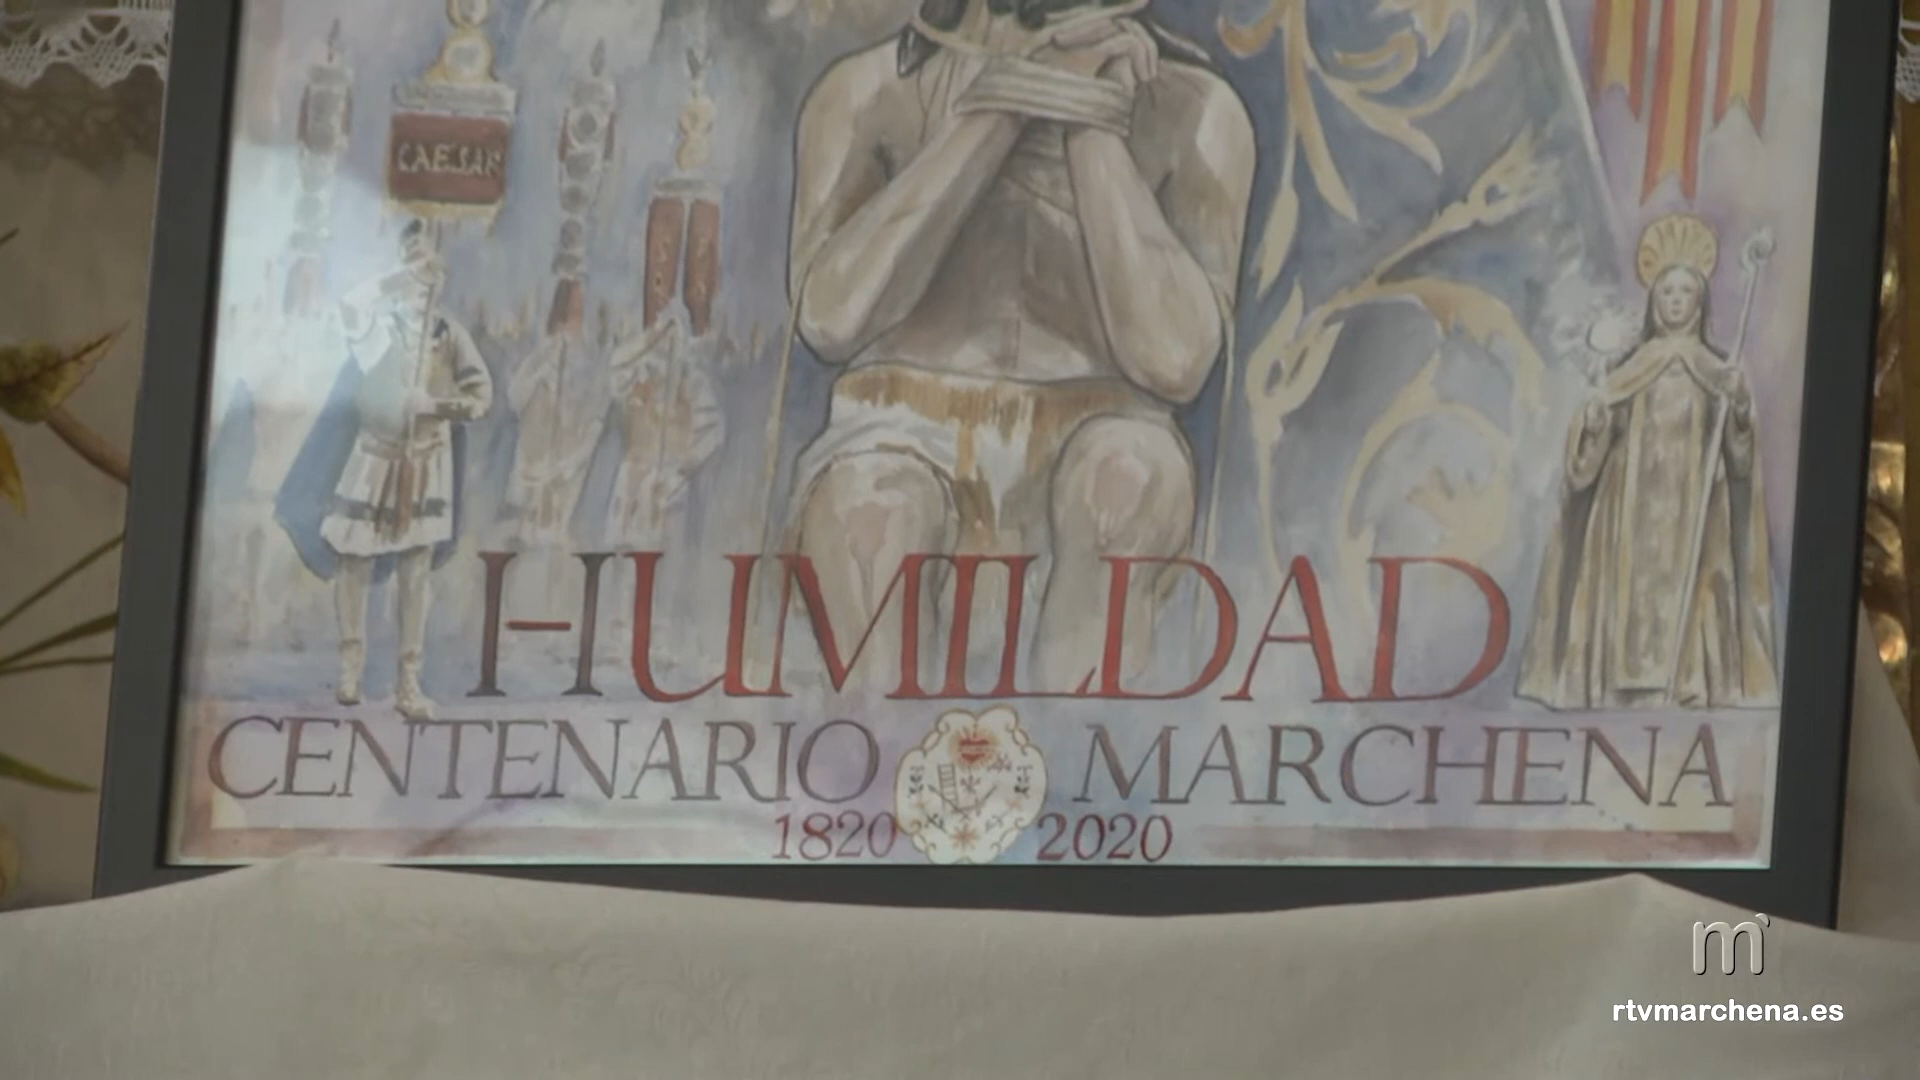 CAESAR
HUMILDAD
CENTENARIO MARCHENA
1820 2020
m
rtvmarchena.es